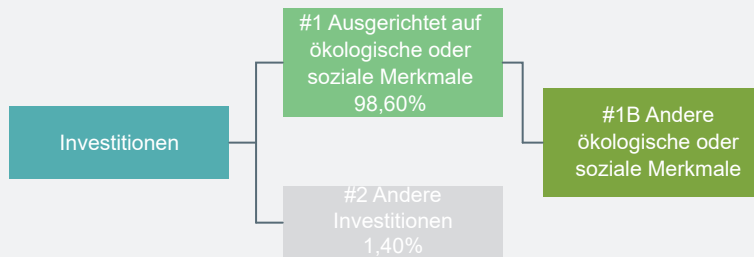 Investitionen
#1 Ausgerichtet auf
ökologische oder
soziale Merkmale
98,60%
#2 Andere
Investitionen
1,40%
#1B Andere
ökologische oder
soziale Merkmale